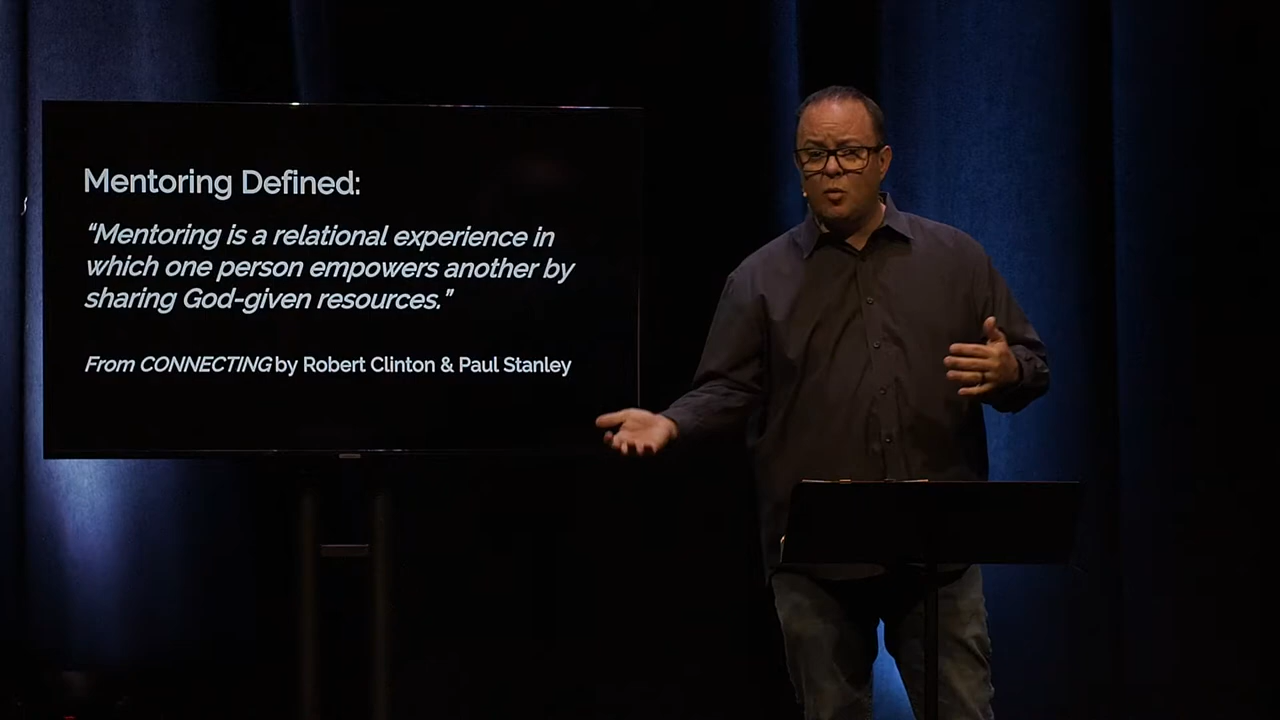 Mentoring Defined:
“Mentoring is a relational experience in
which one person empowers another by
sharing God-given resources.”
From CONNECTING by Robert Clinton & Paul Stanley